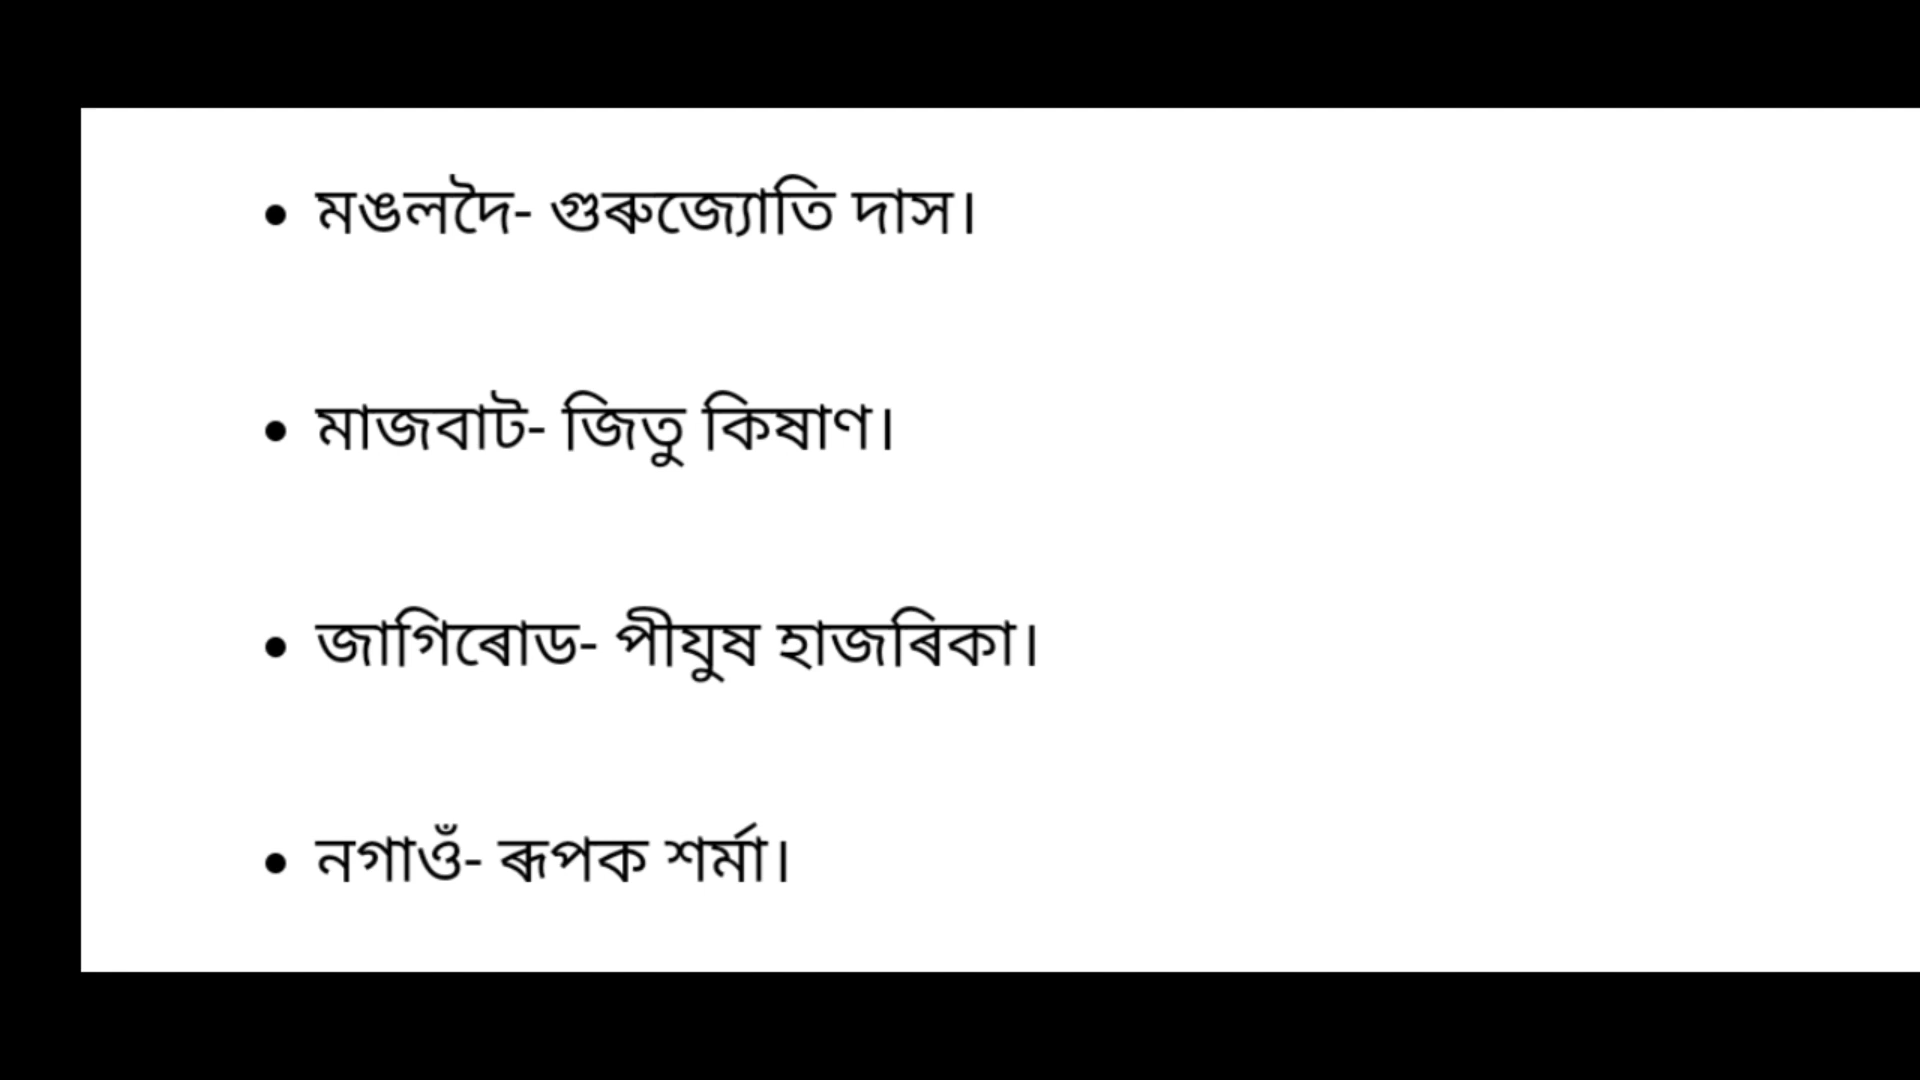 • মঙলদৈ- গুৰুজ্যোতি দাস।
• মাজবাট- জিতু কিষাণ।
• জাগিৰোড- পীযুষ হাজৰিকা।
• নগাওঁ- ৰূপক শৰ্মা।